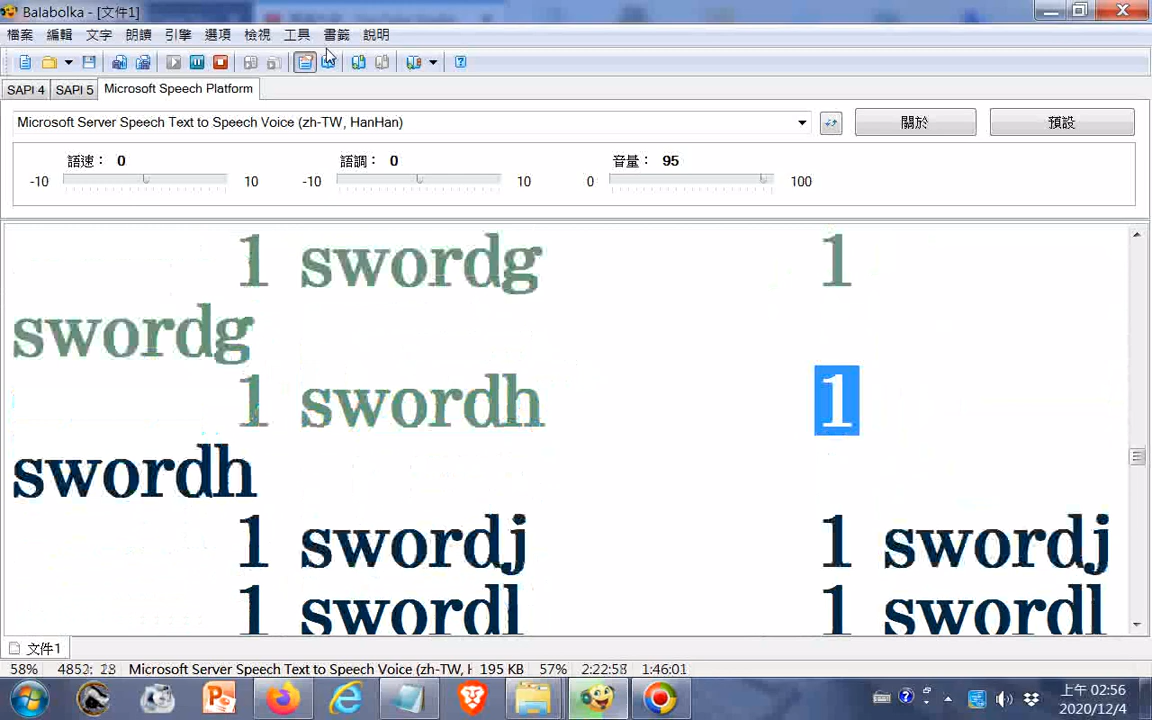 Balabolka - [文件1]
檔案 編輯 文字 朗讀 引擎 選項 檢視 工具 書籤 說明
SAPI 4 SAPI 5 Microsoft Speech Platform
Microsoft Server Speech Text to Speech Voice (zh-TW, HanHan) 關於 預設
語速： 0 語調： 0 音量： 95
-10 10 -10 10 0 100
1 swordg 1
swordg
1 swordh 1
swordh
1 swordj 1 swordj
1 swordl 1 swordl
文件1
58% 4852: 23 Microsoft Server Speech Text to Speech Voice (zh-TW, H 195 KB 57% 2:22:58 1:46:01
上午 02:56
2020/12/4